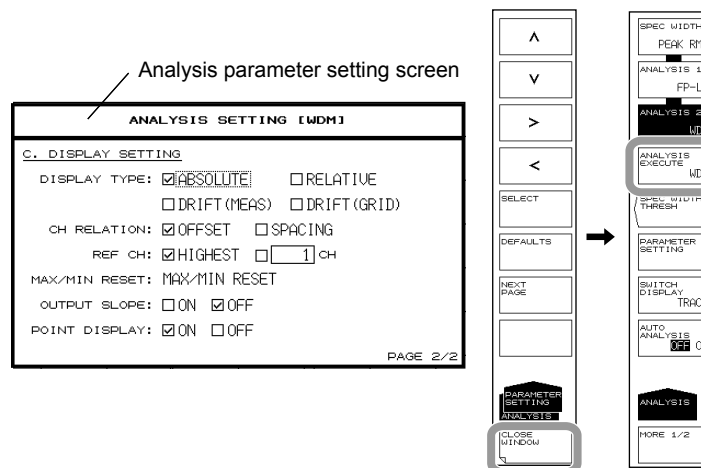 Analysis parameter setting screen
ANALYSIS SETTING [WDM]
C. DISPLAY SETTING
DISPLAY TYPE: ABSOLUTE RELATIVE
DRIFT(MEAS) DRIFT(GRID)
CH RELATION: OFFSET SPACING
REF CH: HIGHEST 1 CH
MAX/MIN RESET: MAX/MIN RESET
OUTPUT SLOPE: ON OFF
POINT DISPLAY: ON OFF
PAGE 2/2
∧
∨
>
<
SELECT
DEFAULTS
NEXT
PAGE
PARAMETER
SETTING
ANALYSIS
CLOSE
WINDOW
SPEC WIDTH
PEAK RM
ANALYSIS 1
FP-L
ANALYSIS 2
WD
ANALYSIS
EXECUTE
WD
SPEC WIDTH
THRESH
PARAMETER
SETTING
SWITCH
DISPLAY
TRAC
AUTO
ANALYSIS
OFF O
ANALYSIS
MORE 1/2